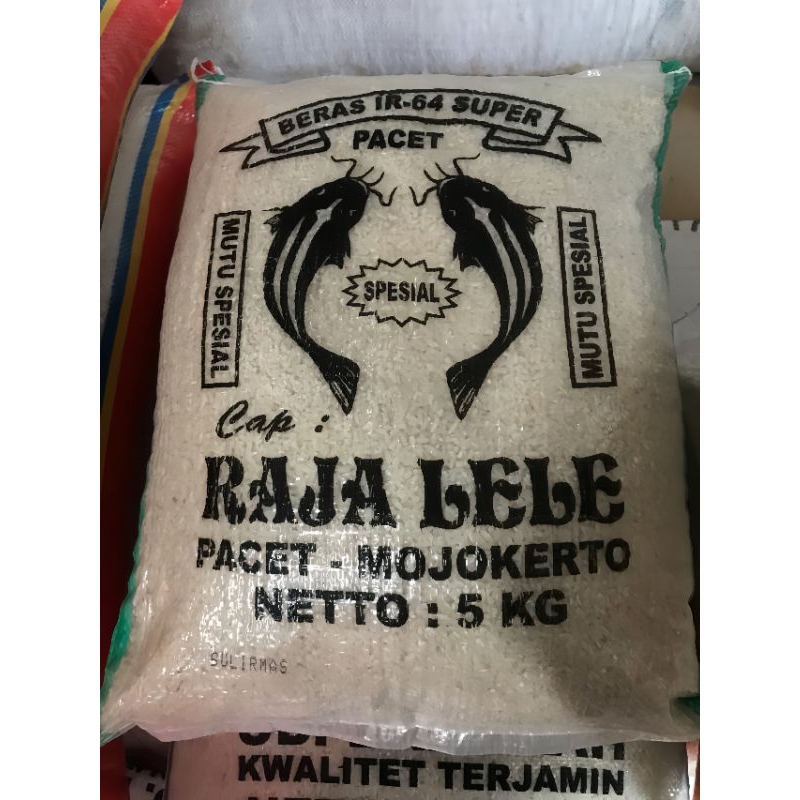 BERAS IR-64 SUPER
PACET
MUTU SPESIAL
SPESIAL
MUTU SPESIAL
Cap :
RAJA LELE
PACET - MOJOKERTO
NETTO : 5 KG
SULIRMAS
KWALITET TERJAMIN